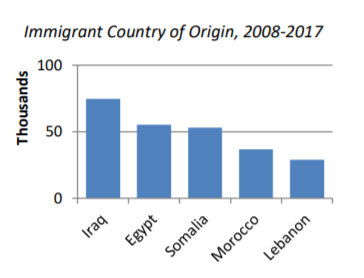 Immigrant Country of Origin, 2008-2017
Thousands
100
50
0
Iraq
Egypt
Somalia
Morocco
Lebanon